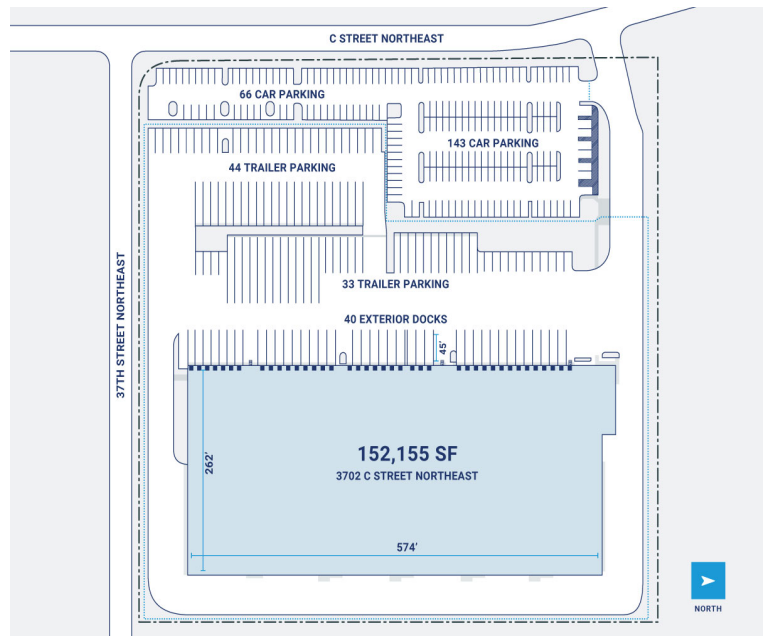 C STREET NORTHEAST
66 CAR PARKING
143 CAR PARKING
44 TRAILER PARKING
37TH STREET NORTHEAST
33 TRAILER PARKING
40 EXTERIOR DOCKS
45'
262'
152,155 SF
3702 C STREET NORTHEAST
574'
NORTH